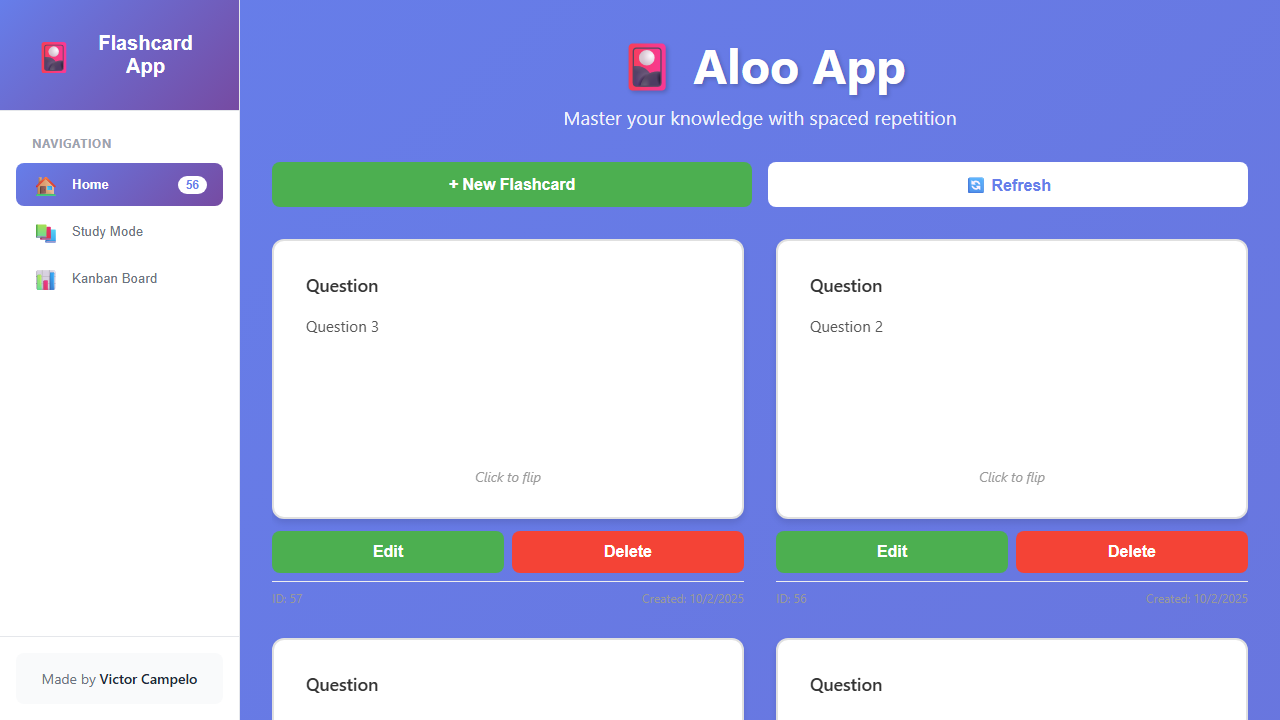 Flashcard
App
NAVIGATION
Home 56
Study Mode
Kanban Board
Made by Victor Campelo
Aloo App
Master your knowledge with spaced repetition
+ New Flashcard
Refresh
Question
Question 3
Click to flip
Edit
Delete
ID: 57
Created: 10/2/2025
Question
Question 2
Click to flip
Edit
Delete
ID: 56
Created: 10/2/2025
Question
Question